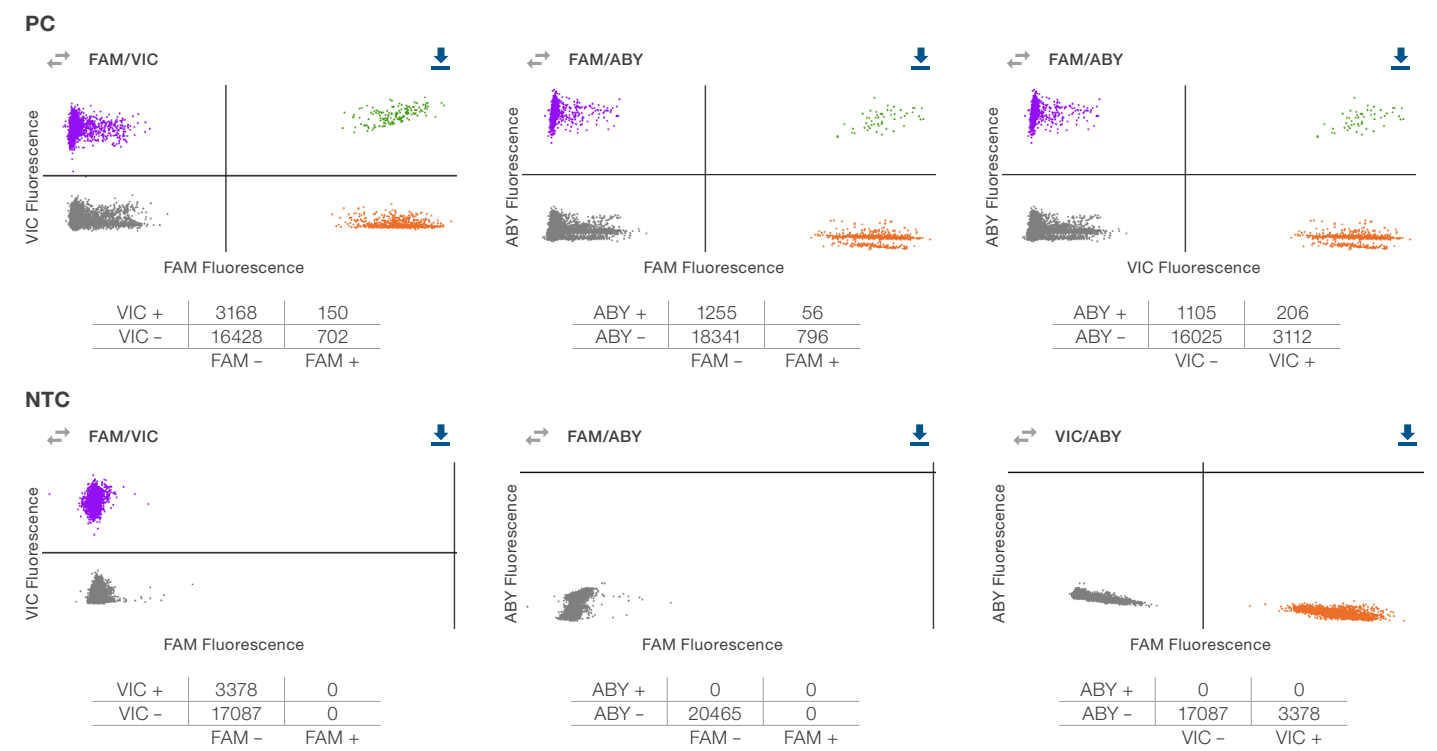 PC
FAM/VIC
VIC Fluorescence
FAM Fluorescence
VIC + 3168 150
VIC – 16428 702
FAM – FAM +
FAM/ABY
ABY Fluorescence
FAM Fluorescence
ABY + 1255 56
ABY – 18341 796
FAM – FAM +
FAM/ABY
ABY Fluorescence
VIC Fluorescence
ABY + 1105 206
ABY – 16025 3112
VIC – VIC +
NTC
FAM/VIC
VIC Fluorescence
FAM Fluorescence
VIC + 3378 0
VIC – 17087 0
FAM – FAM +
FAM/ABY
ABY Fluorescence
FAM Fluorescence
ABY + 0 0
ABY – 20465 0
FAM – FAM +
VIC/ABY
ABY Fluorescence
FAM Fluorescence
ABY + 0 0
ABY – 17087 3378
VIC – VIC +